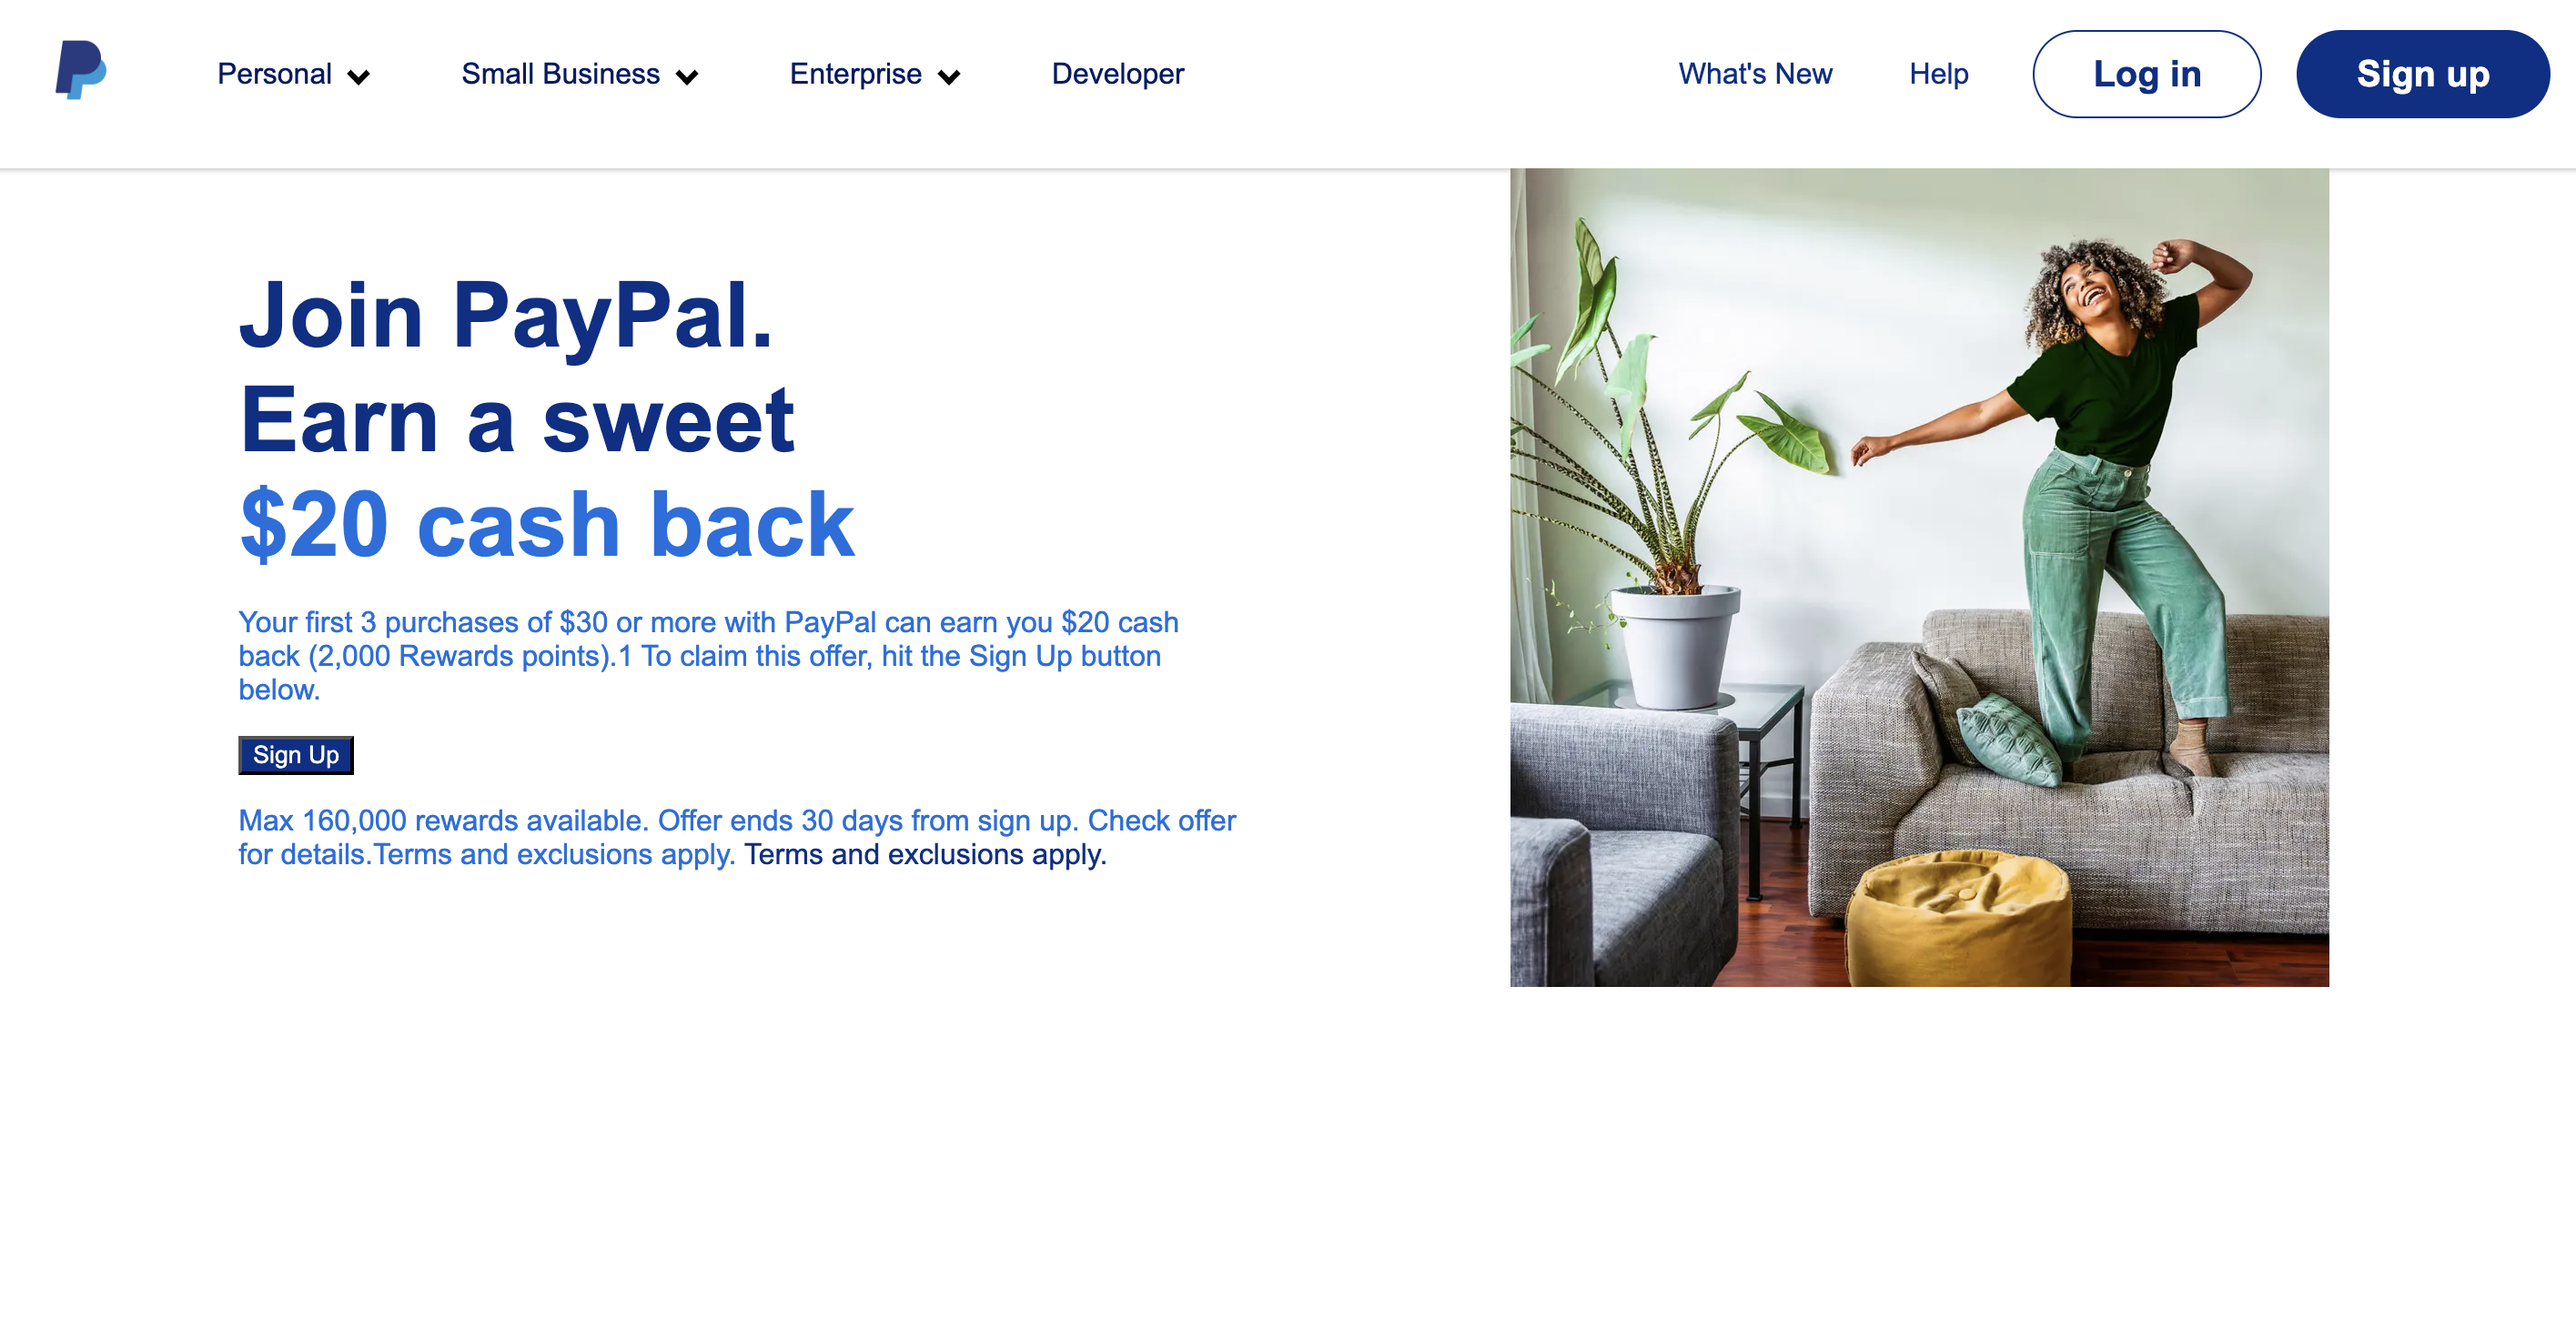 Personal
Small Business
Enterprise
Developer
What's New
Help
Log in
Sign up
Join PayPal.
Earn a sweet
$20 cash back
Your first 3 purchases of $30 or more with PayPal can earn you $20 cash
back (2,000 Rewards points).1 To claim this offer, hit the Sign Up button
below.
Sign Up
Max 160,000 rewards available. Offer ends 30 days from sign up. Check offer
for details.Terms and exclusions apply. Terms and exclusions apply.